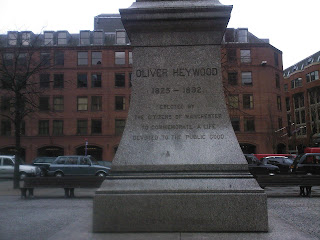 OLIVER HEYWOOD
1825 - 1892
ERECTED BY
THE CITIZENS OF MANCHESTER
TO COMMEMORATE A LIFE
DEVOTED TO THE PUBLIC GOOD